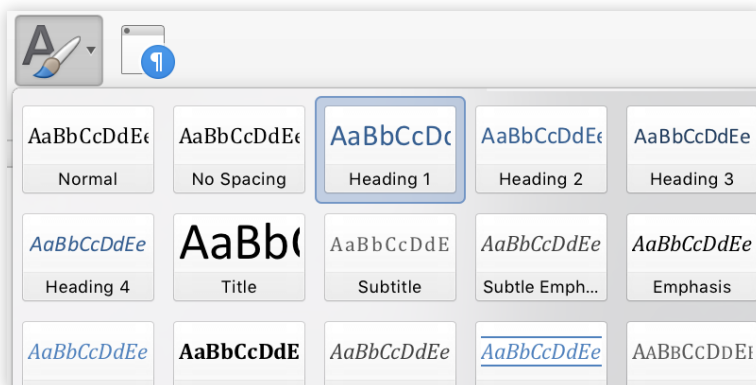 A
¶
AaBbCcDdEe AaBbCcDdEe AaBbCcDc AaBbCcDdEe AaBbCcDdEe
Normal No Spacing Heading 1 Heading 2 Heading 3
AaBbCcDdEe AaBb( AaBbCcDdE AaBbCcDdEe AaBbCcDdEe
Heading 4 Title Subtitle Subtle Emph... Emphasis
AaBbCcDdEe AaBbCcDdE AaBbCcDdEe AaBbCcDdEe AaBbCcDdEe